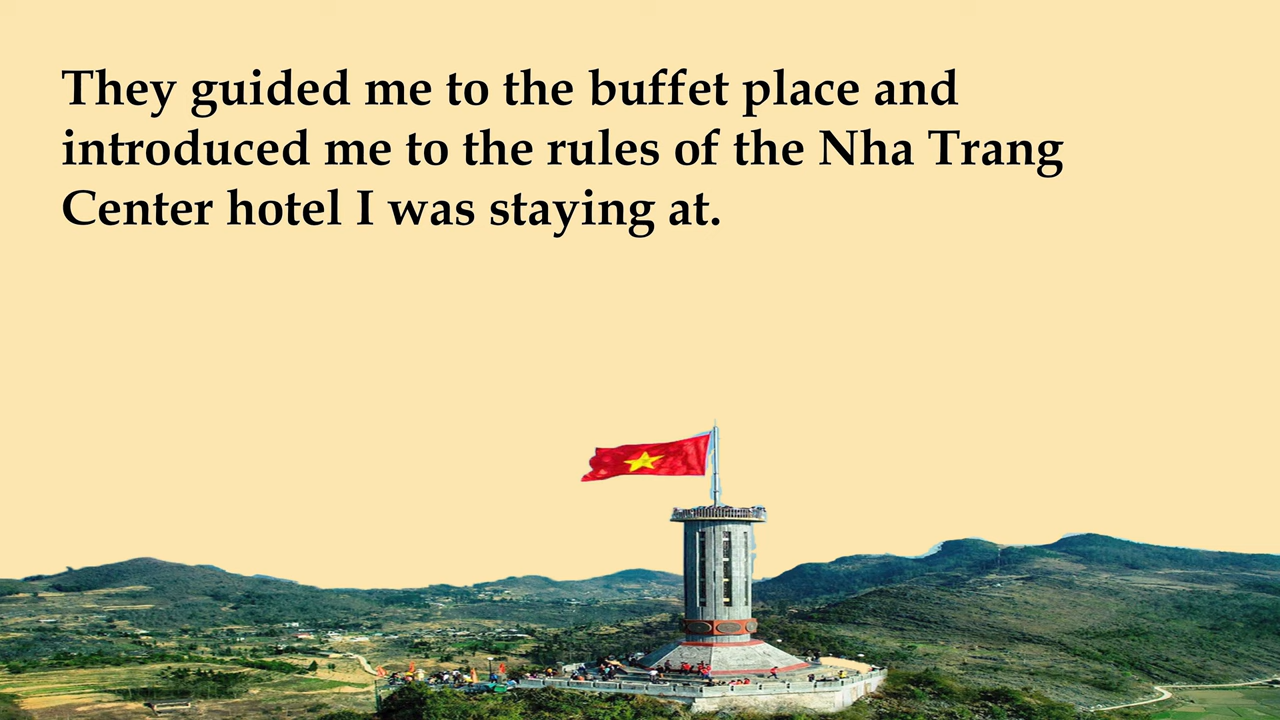 They guided me to the buffet place and
introduced me to the rules of the Nha Trang
Center hotel I was staying at.